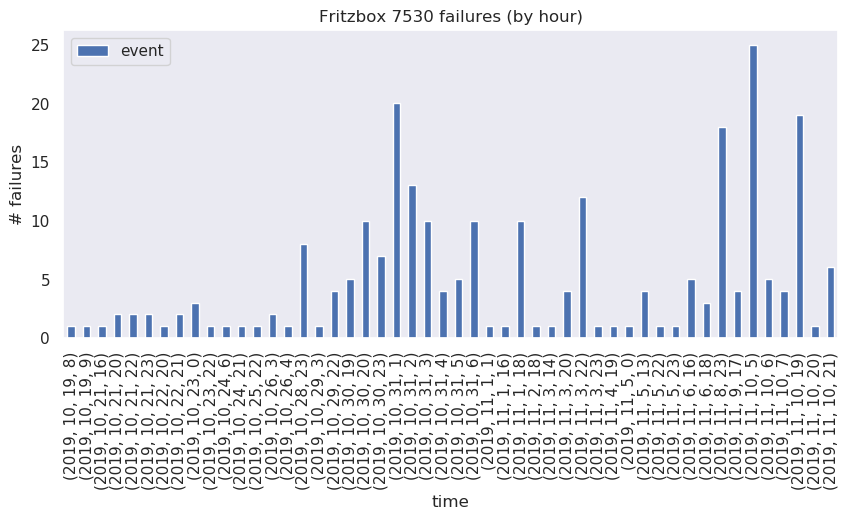 Fritzbox 7530 failures (by hour)
event
# failures
25
20
15
10
5
0
(2019, 10, 19, 8)
(2019, 10, 19, 9)
(2019, 10, 21, 16)
(2019, 10, 21, 20)
(2019, 10, 21, 22)
(2019, 10, 21, 23)
(2019, 10, 22, 20)
(2019, 10, 22, 21)
(2019, 10, 23, 0)
(2019, 10, 23, 22)
(2019, 10, 24, 6)
(2019, 10, 24, 21)
(2019, 10, 25, 22)
(2019, 10, 26, 3)
(2019, 10, 26, 4)
(2019, 10, 28, 23)
(2019, 10, 29, 3)
(2019, 10, 29, 22)
(2019, 10, 30, 19)
(2019, 10, 30, 20)
(2019, 10, 30, 23)
(2019, 10, 31, 1)
(2019, 10, 31, 2)
(2019, 10, 31, 3)
(2019, 10, 31, 4)
(2019, 10, 31, 5)
(2019, 10, 31, 6)
(2019, 11, 1, 1)
(2019, 11, 1, 16)
(2019, 11, 1, 18)
(2019, 11, 2, 18)
(2019, 11, 3, 14)
(2019, 11, 3, 20)
(2019, 11, 3, 22)
(2019, 11, 3, 23)
(2019, 11, 4, 19)
(2019, 11, 5, 0)
(2019, 11, 5, 13)
(2019, 11, 5, 22)
(2019, 11, 5, 23)
(2019, 11, 6, 16)
(2019, 11, 6, 18)
(2019, 11, 8, 23)
(2019, 11, 9, 17)
(2019, 11, 10, 5)
(2019, 11, 10, 6)
(2019, 11, 10, 7)
(2019, 11, 10, 19)
(2019, 11, 10, 20)
(2019, 11, 10, 21)
time